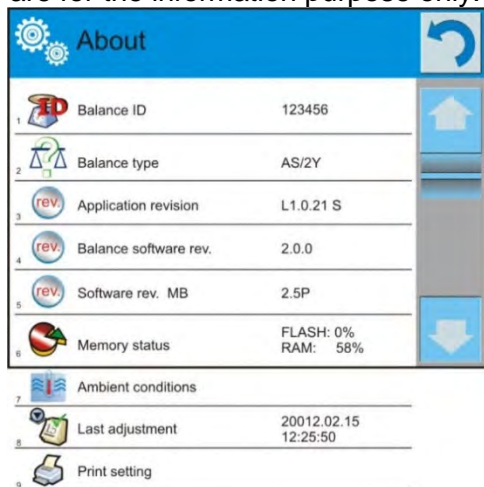 are for the information purpose only.
About
1 ID Balance ID 123456
2 Balance type AS/2Y
3 rev. Application revision L1.0.21 S
4 rev. Balance software rev. 2.0.0
5 rev. Software rev. MB 2.5P
6 Memory status FLASH: 0%
RAM: 58%
7 Ambient conditions
8 Last adjustment 20012.02.15
12:25:50
9 Print setting